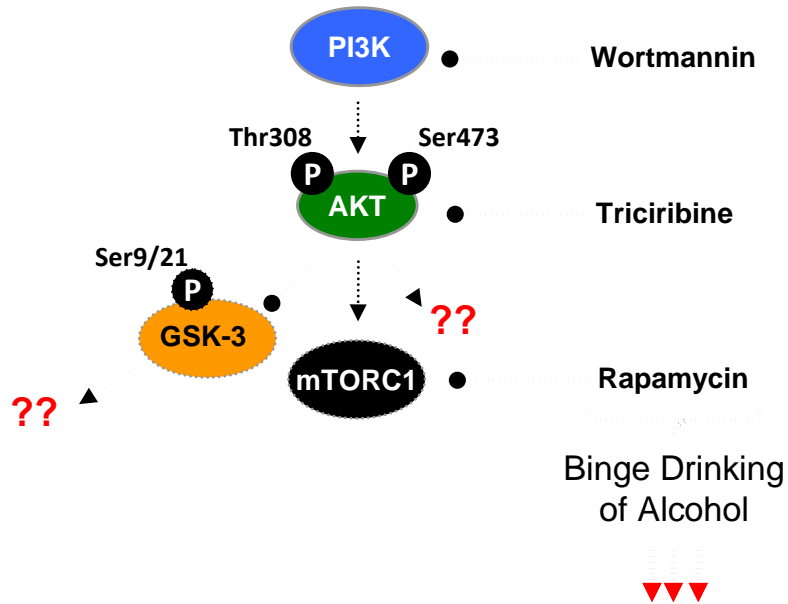 PI3K
Wortmannin
Thr308
Ser473
P
P
AKT
Triciribine
Ser9/21
P
GSK-3
??
mTORC1
Rapamycin
??
Binge Drinking
of Alcohol